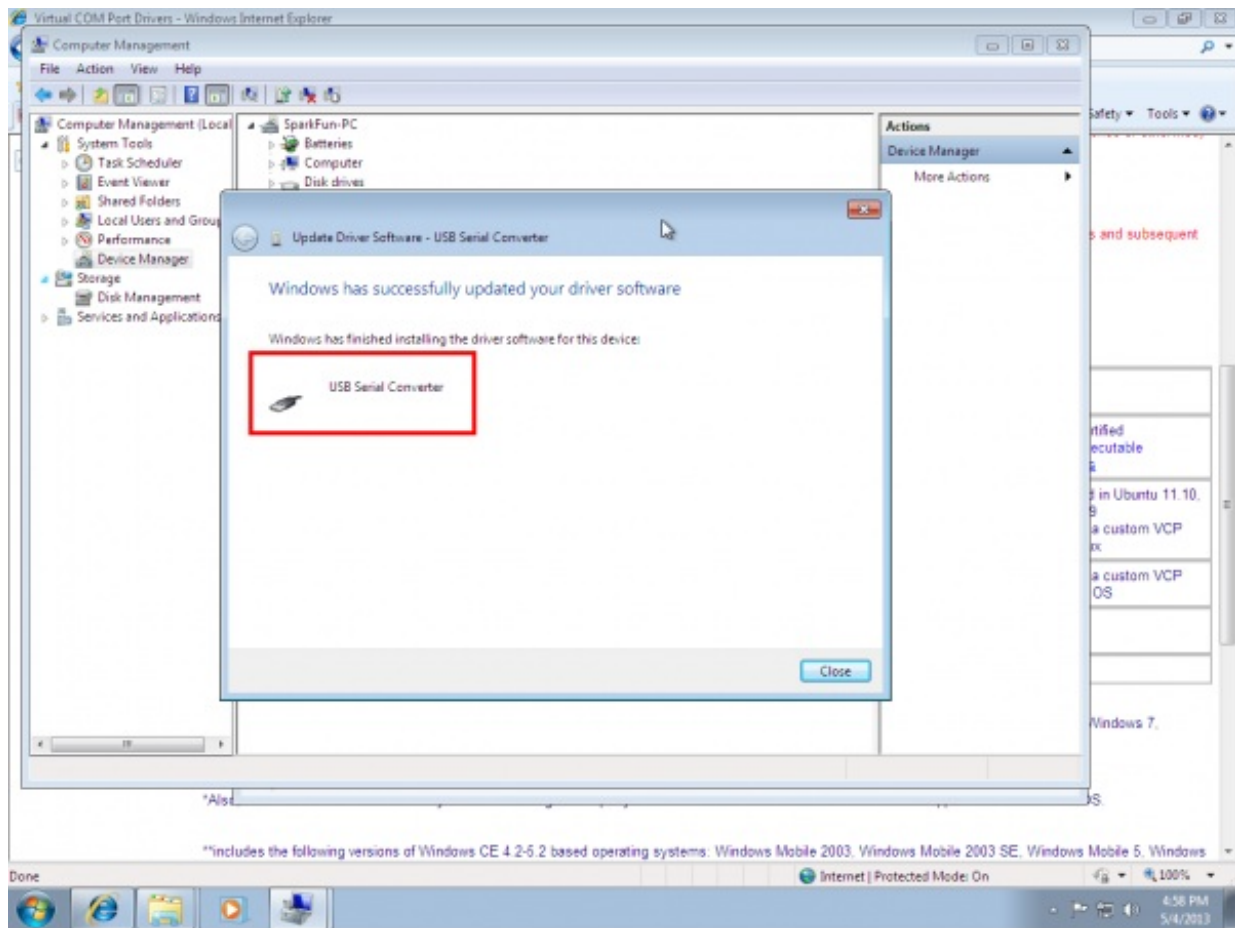 Virtual COM Port Drivers - Windows Internet Explorer
Computer Management
File Action View Help
Safety Tools
Computer Management (Local
System Tools
Task Scheduler
Event Viewer
Shared Folders
Local Users and Group
Performance
Device Manager
Storage
Disk Management
Services and Applications
SparkFun-PC
Batteries
Computer
Disk drives
Actions
Device Manager
More Actions
Update Driver Software - USB Serial Converter
Windows has successfully updated your driver software
Windows has finished installing the driver software for this device:
USB Serial Converter
Close
s and subsequent
rtified
ecutable
d in Ubuntu 11.10,
9
a custom VCP
a custom VCP
OS
Windows 7,
*Also
OS.
**includes the following versions of Windows CE 4.2-5.2 based operating systems: Windows Mobile 2003, Windows Mobile 2003 SE, Windows Mobile 5, Windows
Done
Internet | Protected Mode: On
100%
4:58 PM
5/4/2013